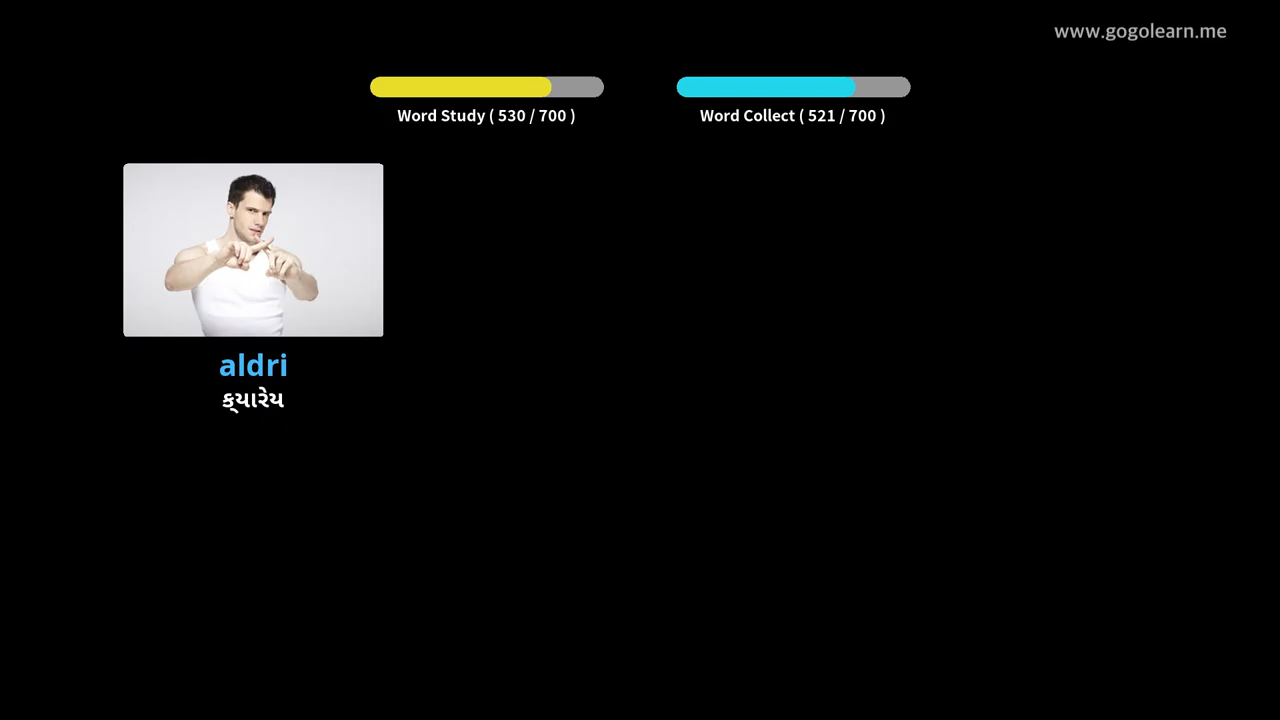 www.gogolearn.me
Word Study ( 530 / 700 )
Word Collect ( 521 / 700 )
aldri
ક્યારેય